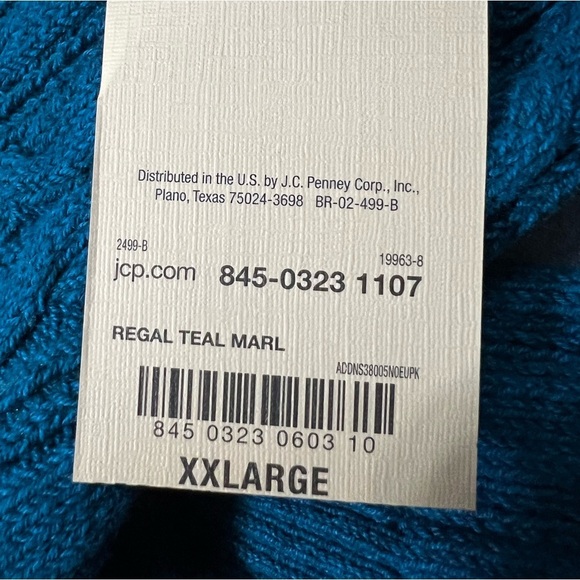 Distributed in the U.S. by J.C. Penney Corp., Inc.,
Plano, Texas 75024-3698 BR-02-499-B
2499-B 19963-8
jcp.com 845-0323 1107
REGAL TEAL MARL
ADDNS38005N0EUPK
845 0323 0603 10
XXLARGE